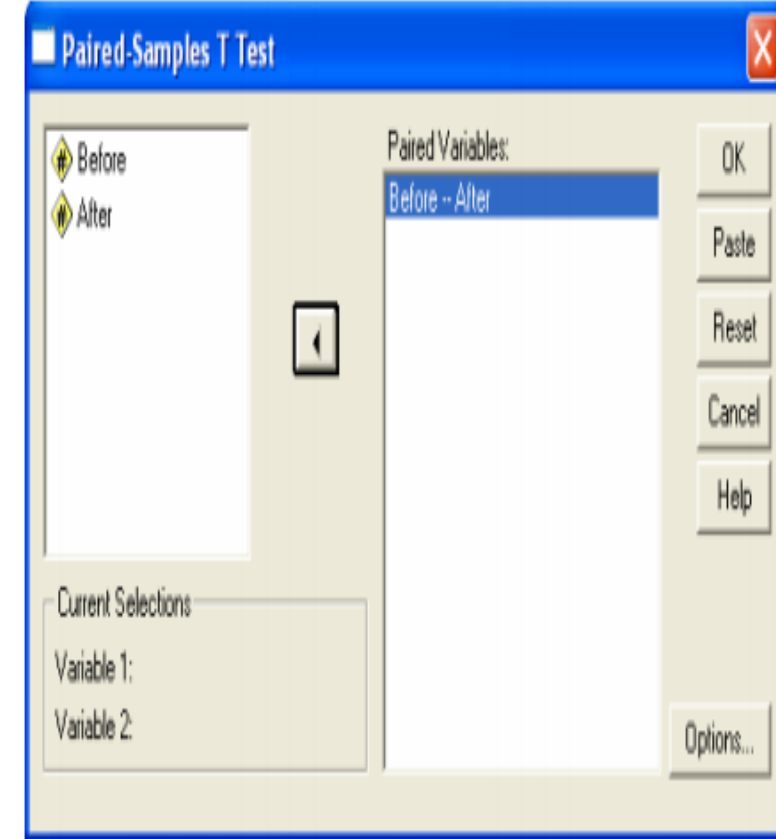 Paired-Samples T Test
Before
After
Paired Variables:
Before -- After
OK
Paste
Reset
Cancel
Help
Current Selections
Variable 1:
Variable 2:
Options...